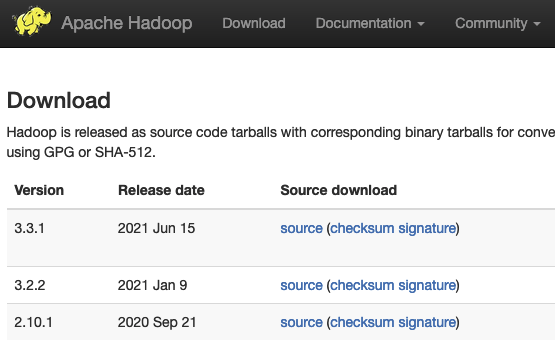 Apache Hadoop Download Documentation Community
Download
Hadoop is released as source code tarballs with corresponding binary tarballs for
using GPG or SHA-512.
Version Release date Source download
3.3.1 2021 Jun 15 source (checksum signature)
3.2.2 2021 Jan 9 source (checksum signature)
2.10.1 2020 Sep 21 source (checksum signature)